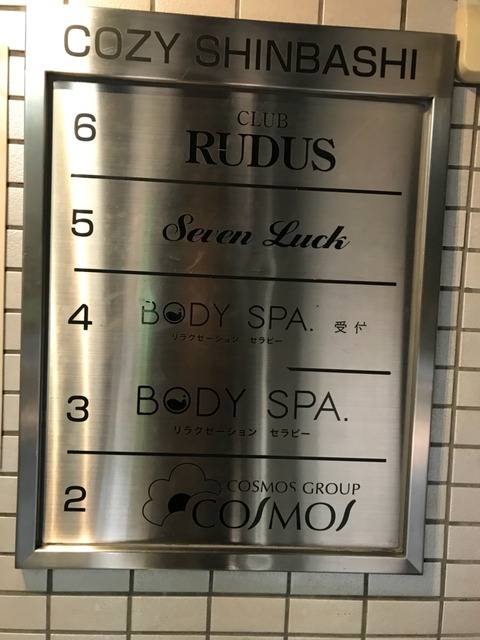 COZY SHINBASHI
6 CLUB
RUDUS
5 Seven Luck
4 BODY SPA. 受付
リラクゼーション セラピー
3 BODY SPA.
リラクゼーション セラピー
2 COSMOS GROUP
COSMOS